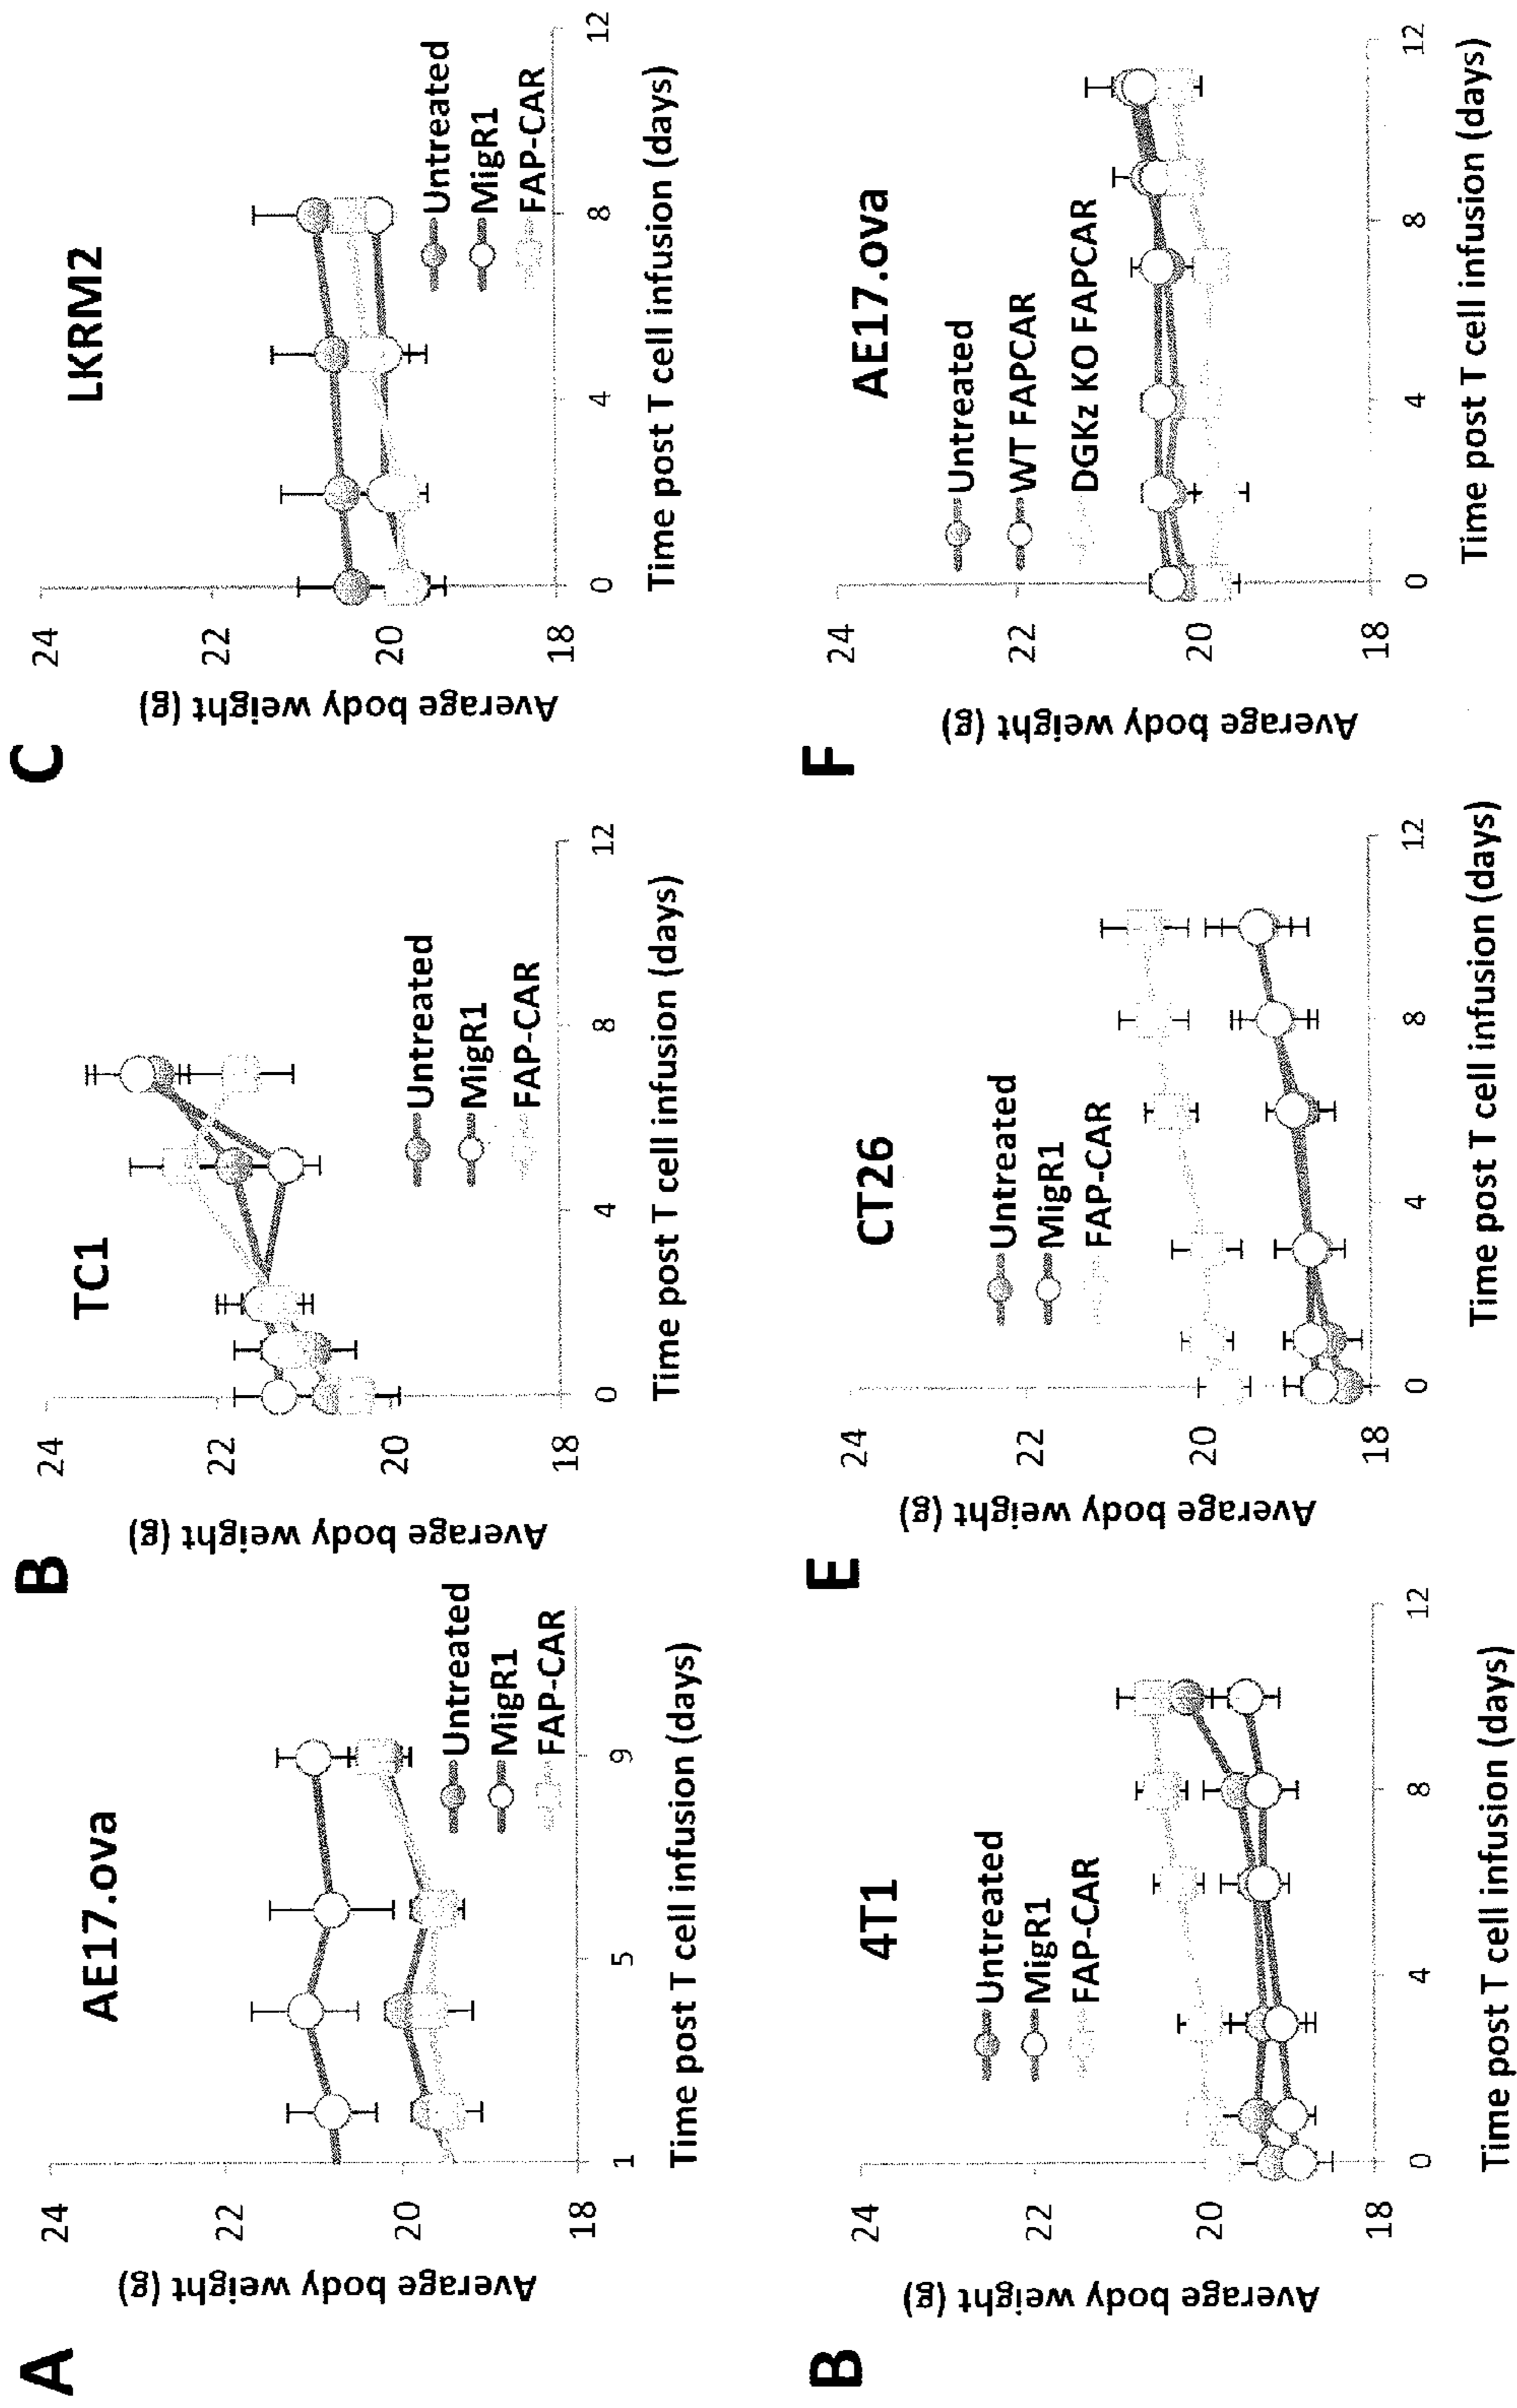 A
AE17.ova
Average body weight (g)
24
22
20
18
1
5
9
Time post T cell infusion (days)
Untreated
MigR1
FAP-CAR
B
TC1
Average body weight (g)
24
22
20
18
0
4
8
12
Time post T cell infusion (days)
Untreated
MigR1
FAP-CAR
C
LKRM2
Average body weight (g)
24
22
20
18
0
4
8
12
Time post T cell infusion (days)
Untreated
MigR1
FAP-CAR
B
4T1
Average body weight (g)
24
22
20
18
0
4
8
12
Time post T cell infusion (days)
Untreated
MigR1
FAP-CAR
E
CT26
Average body weight (g)
24
22
20
18
0
4
8
12
Time post T cell infusion (days)
Untreated
MigR1
FAP-CAR
F
AE17.ova
Average body weight (g)
24
22
20
18
0
4
8
12
Time post T cell infusion (days)
Untreated
WT FAPCAR
DGKz KO FAPCAR